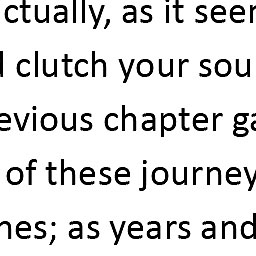 ctually, as it seer
clutch your sou
evious chapter ga
of these journey
nes; as years and